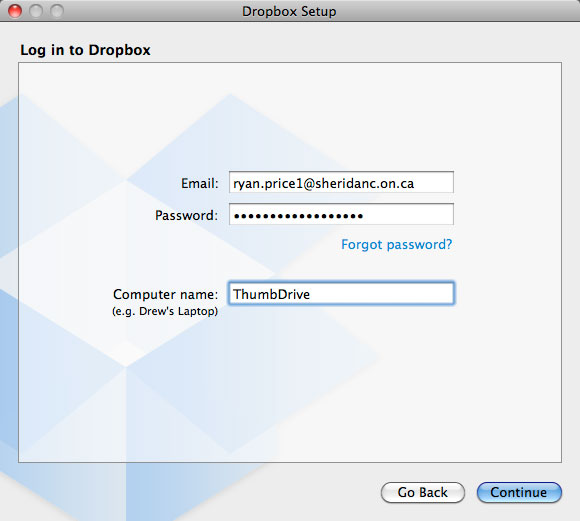 Dropbox Setup
Log in to Dropbox
Email: ryan.price1@sheridanc.on.ca
Password: ••••••••••••••••••
Forgot password?
Computer name: ThumbDrive
(e.g. Drew's Laptop)
Go Back Continue